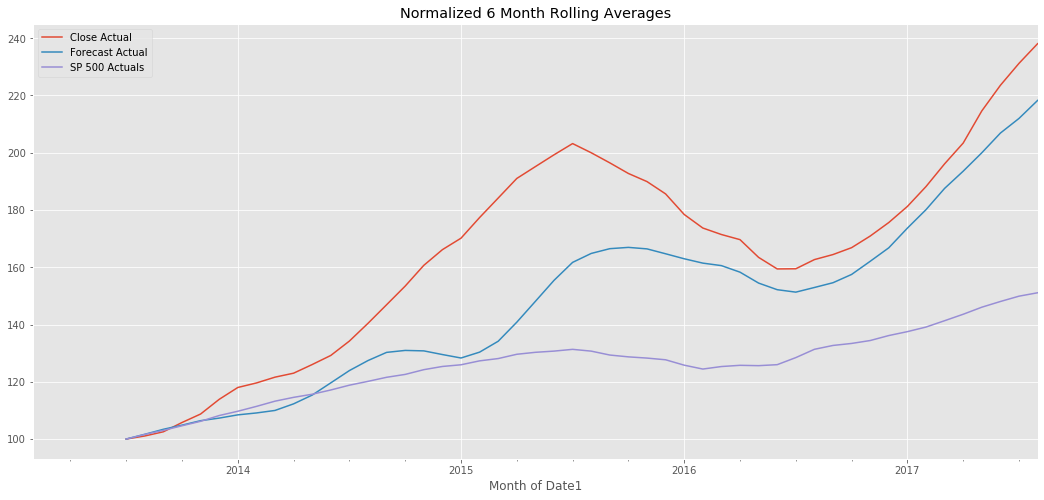 Normalized 6 Month Rolling Averages
Close Actual
Forecast Actual
SP 500 Actuals
240
220
200
180
160
140
120
100
2014 2015 2016 2017
Month of Date1